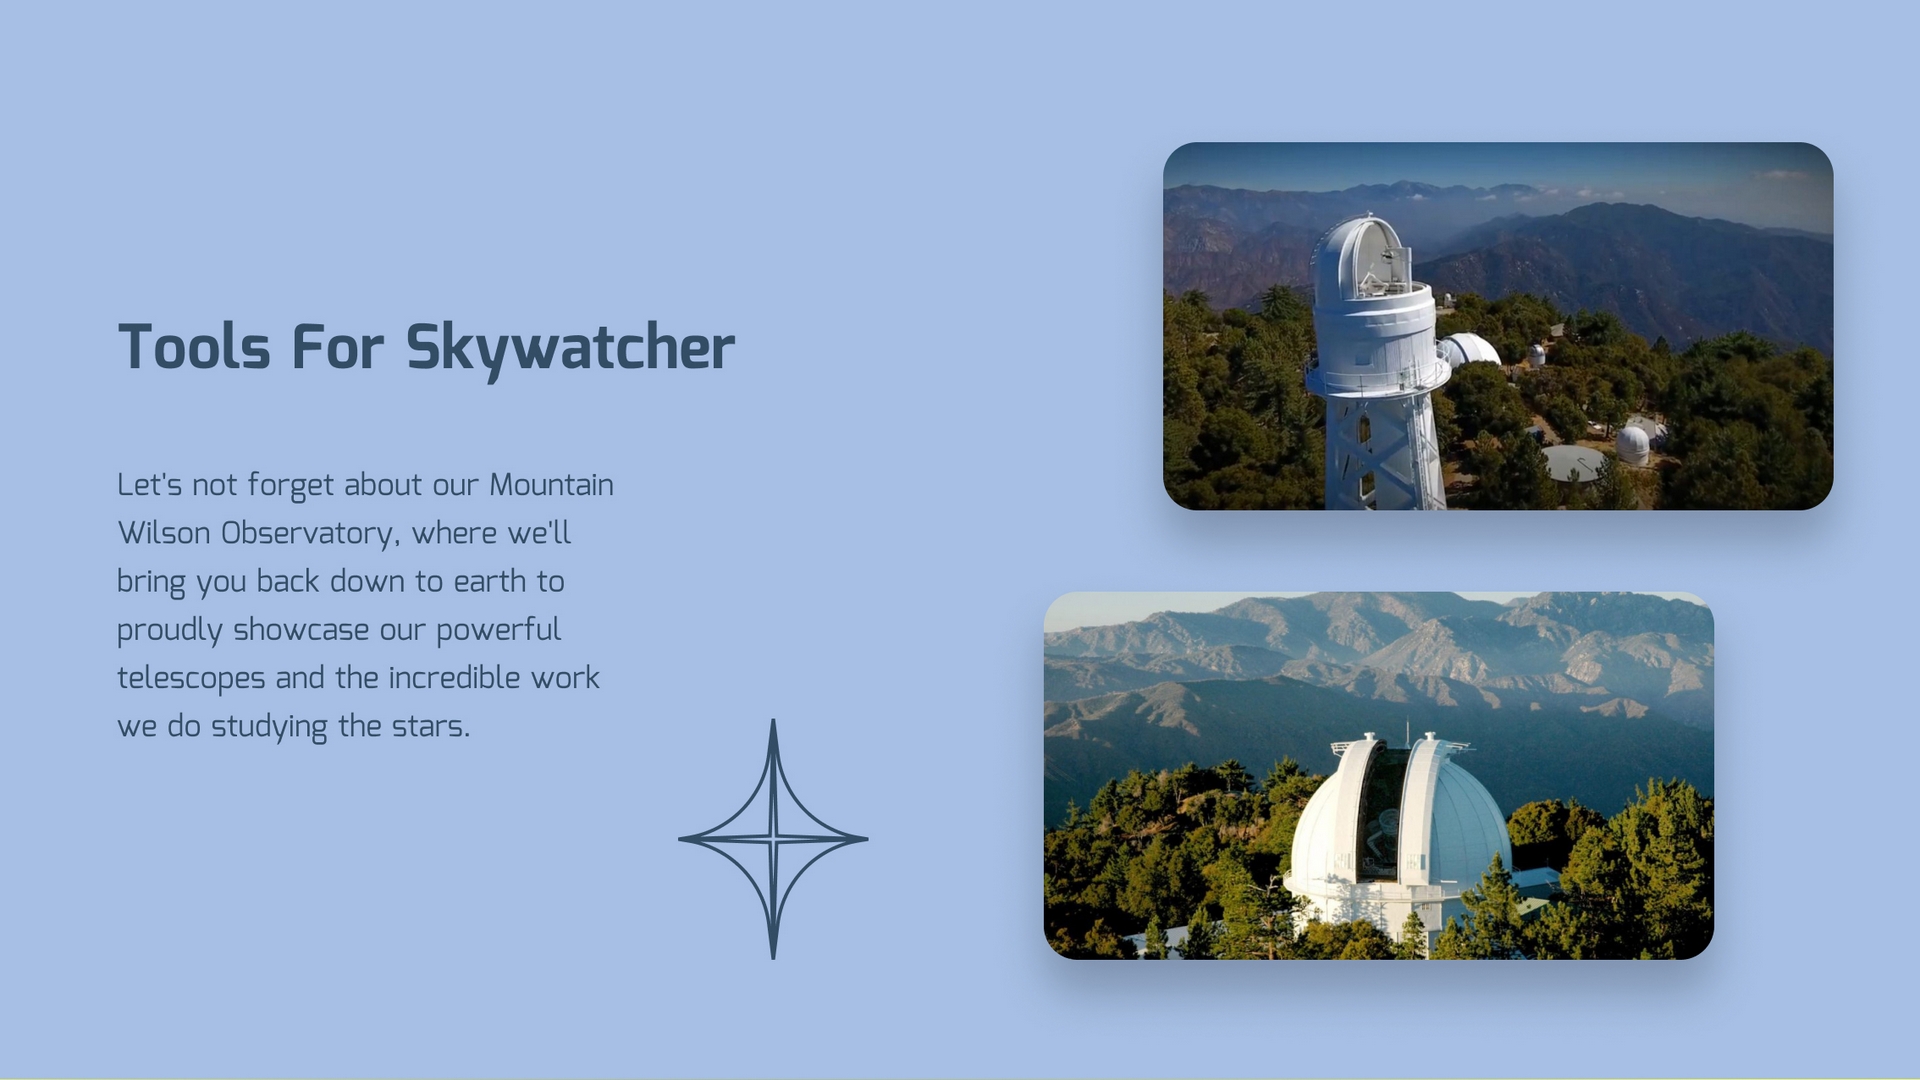 Tools For Skywatcher
Let's not forget about our Mountain
Wilson Observatory, where we'll
bring you back down to earth to
proudly showcase our powerful
telescopes and the incredible work
we do studying the stars.